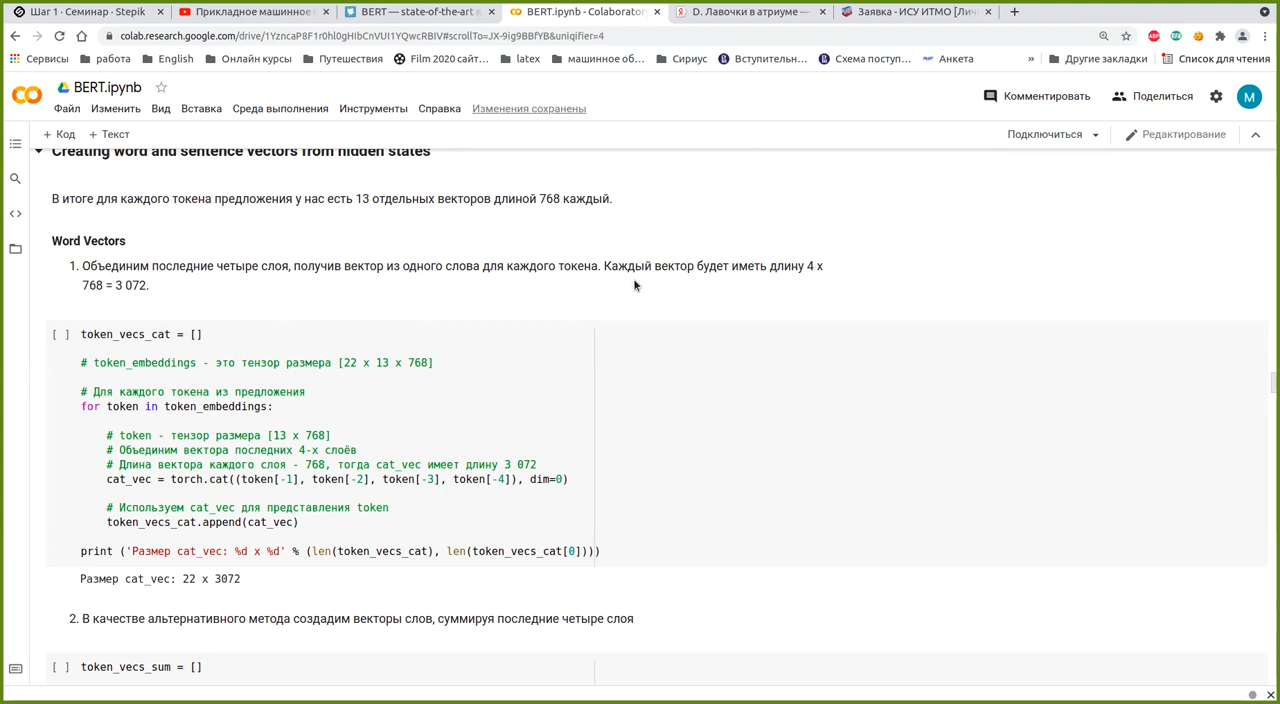 Шаг 1 · Семинар · Stepik
Прикладное машинное
BERT — state-of-the-art я
BERT.ipynb - Colaborator
D. Лавочки в атриуме —
Заявка - ИСУ ИТМО [Лич
colab.research.google.com/drive/
#scrollTo=JX-9ig9BBfYB&uniqifier=4
Сервисы
работа
English
Онлайн курсы
Путешествия
Film 2020 сайт...
latex
машинное об...
Сириус
Вступительн...
Схема поступ...
Анкета
»
Другие закладки
Список для чтения
BERT.ipynb
Комментировать
Поделиться
M
Файл Изменить Вид Вставка Среда выполнения Инструменты Справка Изменения сохранены
+ Код + Текст
Подключиться
Редактирование
Creating word and sentence vectors from hidden states
В итоге для каждого токена предложения у нас есть 13 отдельных векторов длиной 768 каждый.
Word Vectors
1. Объединим последние четыре слоя, получив вектор из одного слова для каждого токена. Каждый вектор будет иметь длину 4 x
768 = 3 072.
[ ] token_vecs_cat = []
# token_embeddings - это тензор размера [22 x 13 x 768]
# Для каждого токена из предложения
for token in token_embeddings:
# token - тензор размера [13 x 768]
# Объединим вектора последних 4-х слоёв
# Длина вектора каждого слоя - 768, тогда cat_vec имеет длину 3 072
cat_vec = torch.cat((token[-1], token[-2], token[-3], token[-4]), dim=0)
# Используем cat_vec для представления token
token_vecs_cat.append(cat_vec)
print ('Размер cat_vec: %d x %d' % (len(token_vecs_cat), len(token_vecs_cat[0])))
Размер cat_vec: 22 x 3072
2. В качестве альтернативного метода создадим векторы слов, суммируя последние четыре слоя
[ ] token_vecs_sum = []